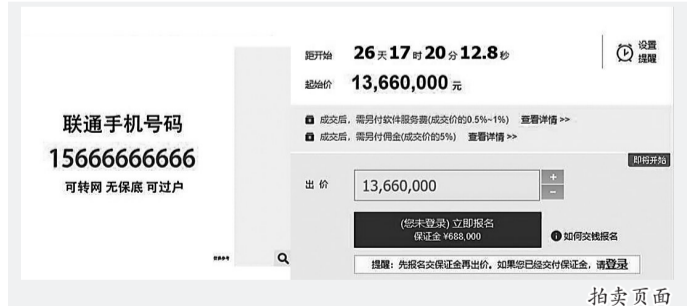 距开始 26天17时20分12.8秒
设置提醒
起始价 13,660,000 元
联通手机号码
15666666666
可转网 无保底 可过户
成交后，需另付软件服务费(成交价的0.5%~1%) 查看详情 >>
成交后，需另付佣金(成交价的5%) 查看详情 >>
即将开始
出 价 13,660,000 + −
(您未登录) 立即报名
保证金 ¥688,000
如何交钱报名
提醒：先报名交保证金再出价。如果您已经交付保证金，请登录
拍卖页面